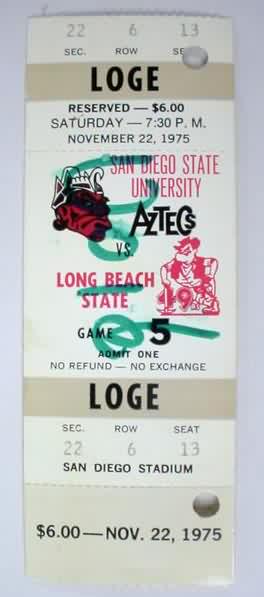 22 6 13
SEC. ROW
LOGE
RESERVED — $6.00
SATURDAY — 7:30 P. M.
NOVEMBER 22, 1975
SAN DIEGO STATE
UNIVERSITY
AZTECS
VS.
LONG BEACH
STATE
49
GAME 5
ADMIT ONE
NO REFUND — NO EXCHANGE
LOGE
SEC. ROW SEAT
22 6 13
SAN DIEGO STADIUM
$6.00—NOV. 22, 1975